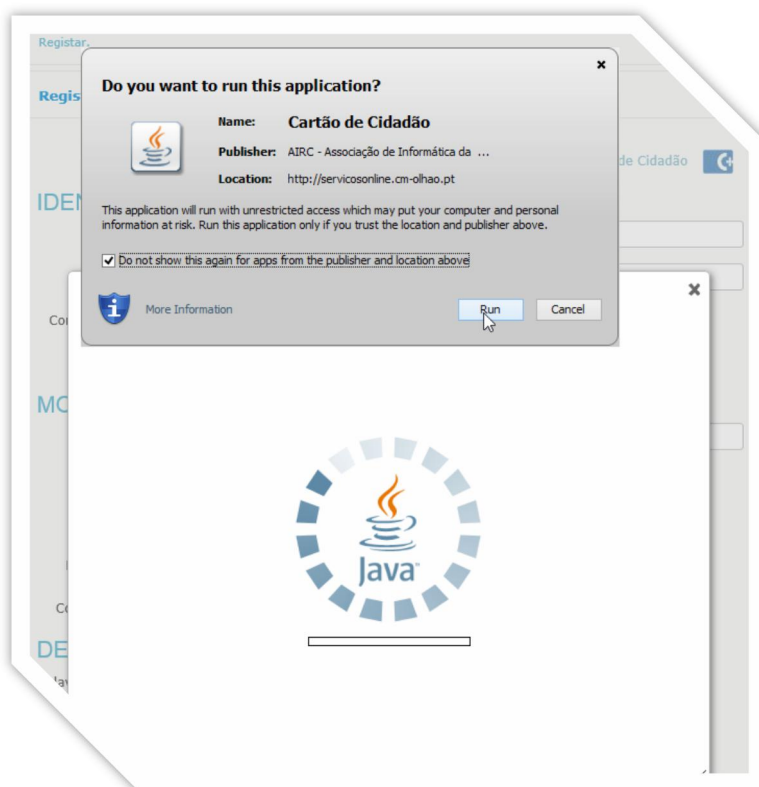 Registar.
Do you want to run this application?
Regis
Name: Cartão de Cidadão
Publisher: AIRC - Associação de Informática da ...
de Cidadão
Location: http://servicosonline.cm-olhao.pt
IDEN
This application will run with unrestricted access which may put your computer and personal
information at risk. Run this application only if you trust the location and publisher above.
Do not show this again for apps from the publisher and location above
More Information
Run
Cancel
MO
Java
DE